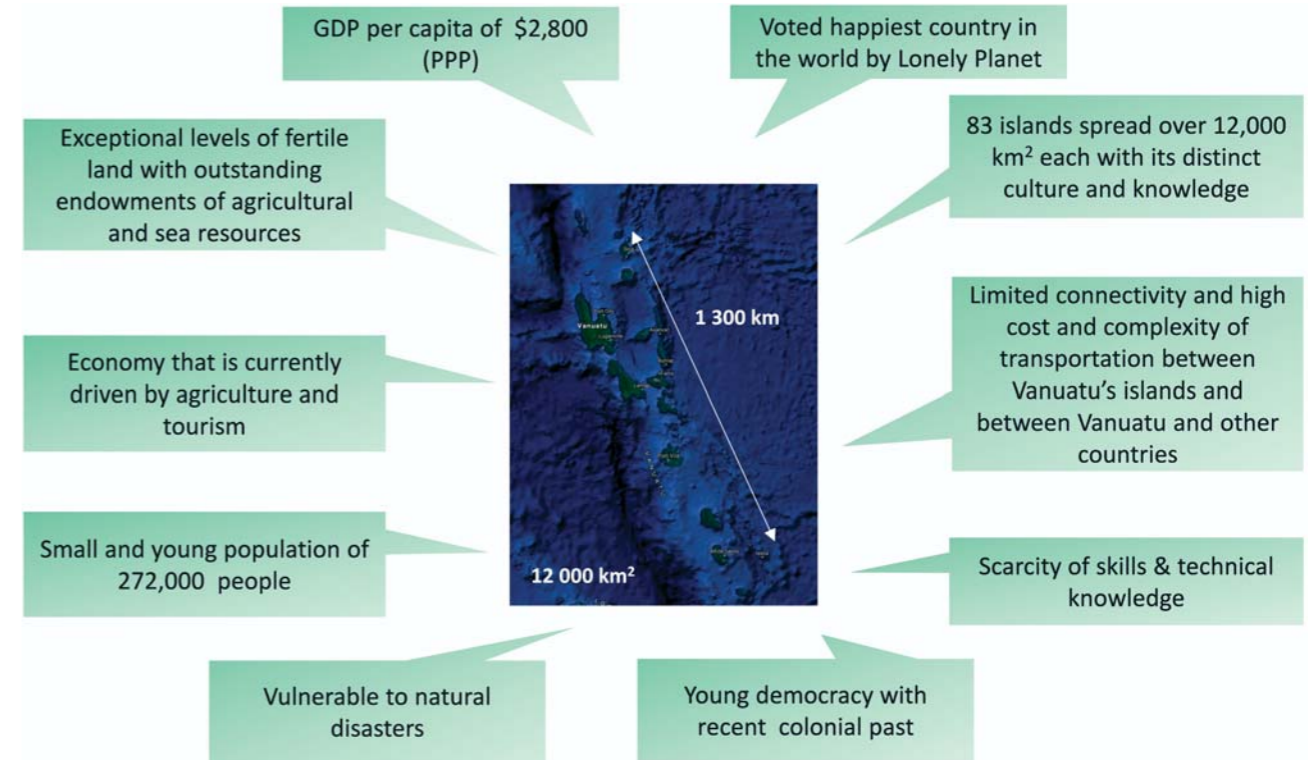 GDP per capita of $2,800
(PPP)
Voted happiest country in
the world by Lonely Planet
Exceptional levels of fertile
land with outstanding
endowments of agricultural
and sea resources
83 islands spread over 12,000
km² each with its distinct
culture and knowledge
Economy that is currently
driven by agriculture and
tourism
Limited connectivity and high
cost and complexity of
transportation between
Vanuatu’s islands and
between Vanuatu and other
countries
Small and young population of
272,000 people
Scarcity of skills & technical
knowledge
Vulnerable to natural
disasters
Young democracy with
recent colonial past
1 300 km
Vanuatu
12 000 km²